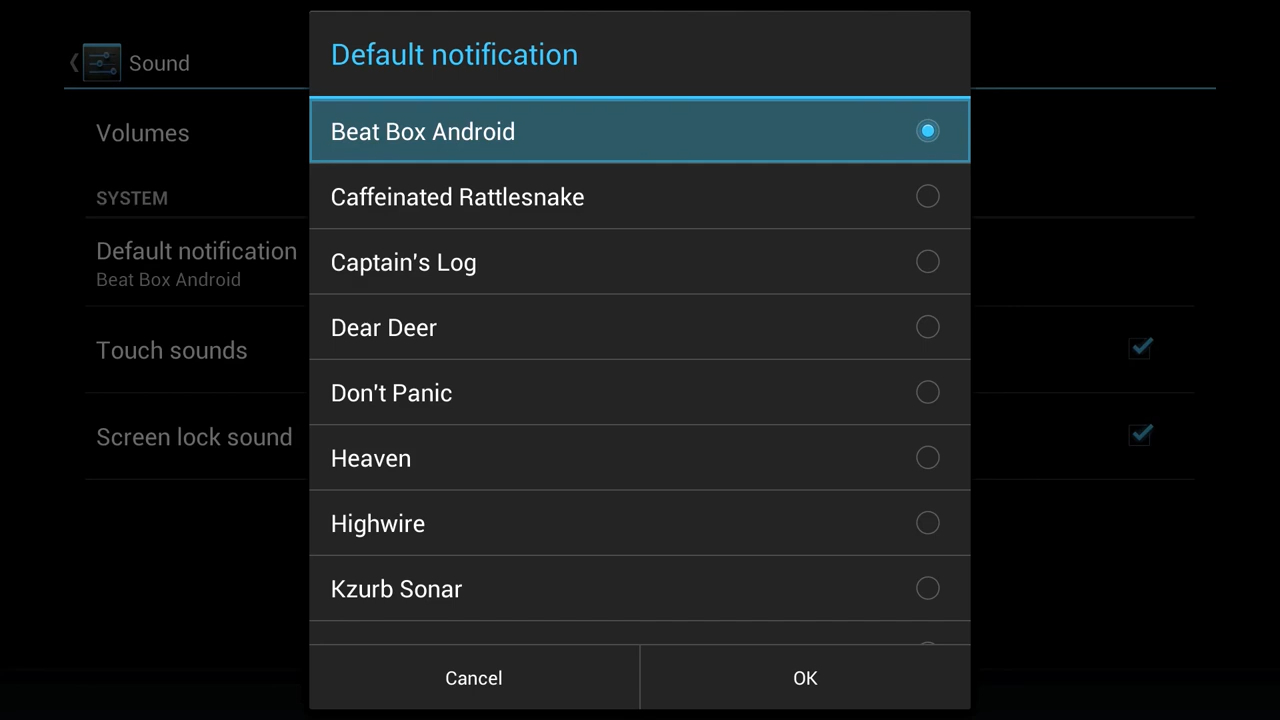 Sound
Volumes
SYSTEM
Default notification
Beat Box Android
Touch sounds
Screen lock sound
Default notification
Beat Box Android
Caffeinated Rattlesnake
Captain's Log
Dear Deer
Don't Panic
Heaven
Highwire
Kzurb Sonar
Cancel
OK